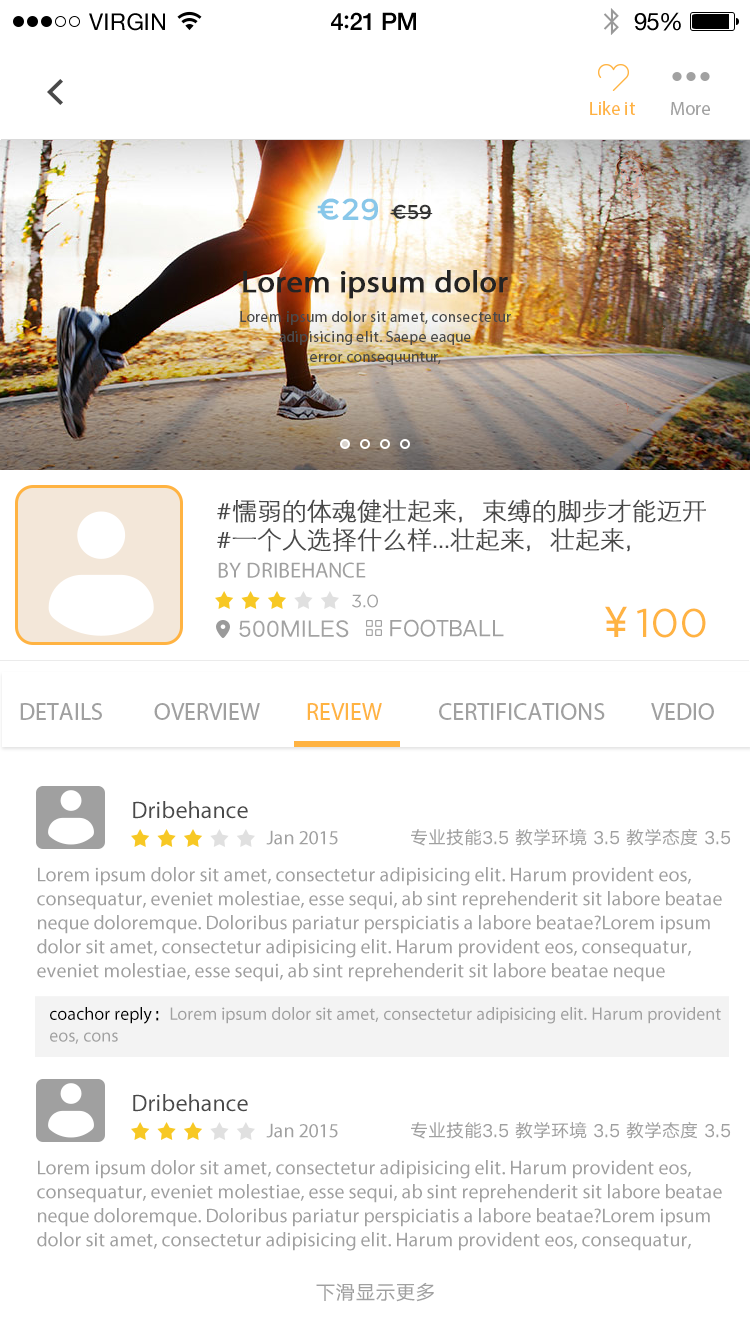 VIRGIN 4:21 PM 95%
Like it More
€29 €59
Lorem ipsum dolor
Lorem ipsum dolor sit amet, consectetur
adipisicing elit. Saepe eaque
error consequuntur,
#懦弱的体魂健壮起来，束缚的脚步才能迈开
#一个人选择什么样...壮起来，壮起来，
BY DRIBEHANCE
3.0
500MILES FOOTBALL
¥100
DETAILS OVERVIEW REVIEW CERTIFICATIONS VEDIO
Dribehance
Jan 2015 专业技能3.5 教学环境 3.5 教学态度 3.5
Lorem ipsum dolor sit amet, consectetur adipisicing elit. Harum provident eos,
consequatur, eveniet molestiae, esse sequi, ab sint reprehenderit sit labore beatae
neque doloremque. Doloribus pariatur perspiciatis a labore beatae?Lorem ipsum
dolor sit amet, consectetur adipisicing elit. Harum provident eos, consequatur,
eveniet molestiae, esse sequi, ab sint reprehenderit sit labore beatae neque
coachor reply： Lorem ipsum dolor sit amet, consectetur adipisicing elit. Harum provident
eos, cons
Dribehance
Jan 2015 专业技能3.5 教学环境 3.5 教学态度 3.5
Lorem ipsum dolor sit amet, consectetur adipisicing elit. Harum provident eos,
consequatur, eveniet molestiae, esse sequi, ab sint reprehenderit sit labore beatae
neque doloremque. Doloribus pariatur perspiciatis a labore beatae?Lorem ipsum
dolor sit amet, consectetur adipisicing elit. Harum provident eos, consequatur,
下滑显示更多